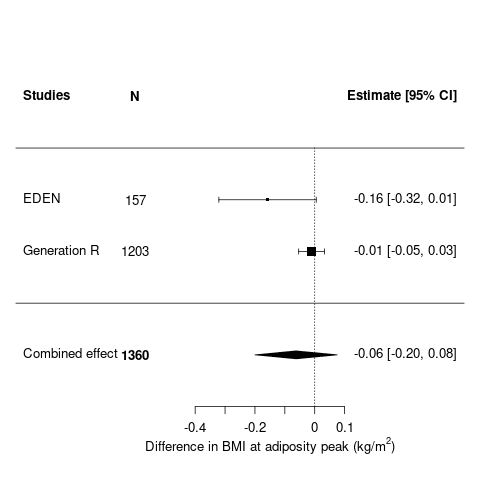 Studies N Estimate [95% CI]
EDEN 157 -0.16 [-0.32, 0.01]
Generation R 1203 -0.01 [-0.05, 0.03]
Combined effect 1360 -0.06 [-0.20, 0.08]
-0.4 -0.2 0 0.1
Difference in BMI at adiposity peak (kg/m²)